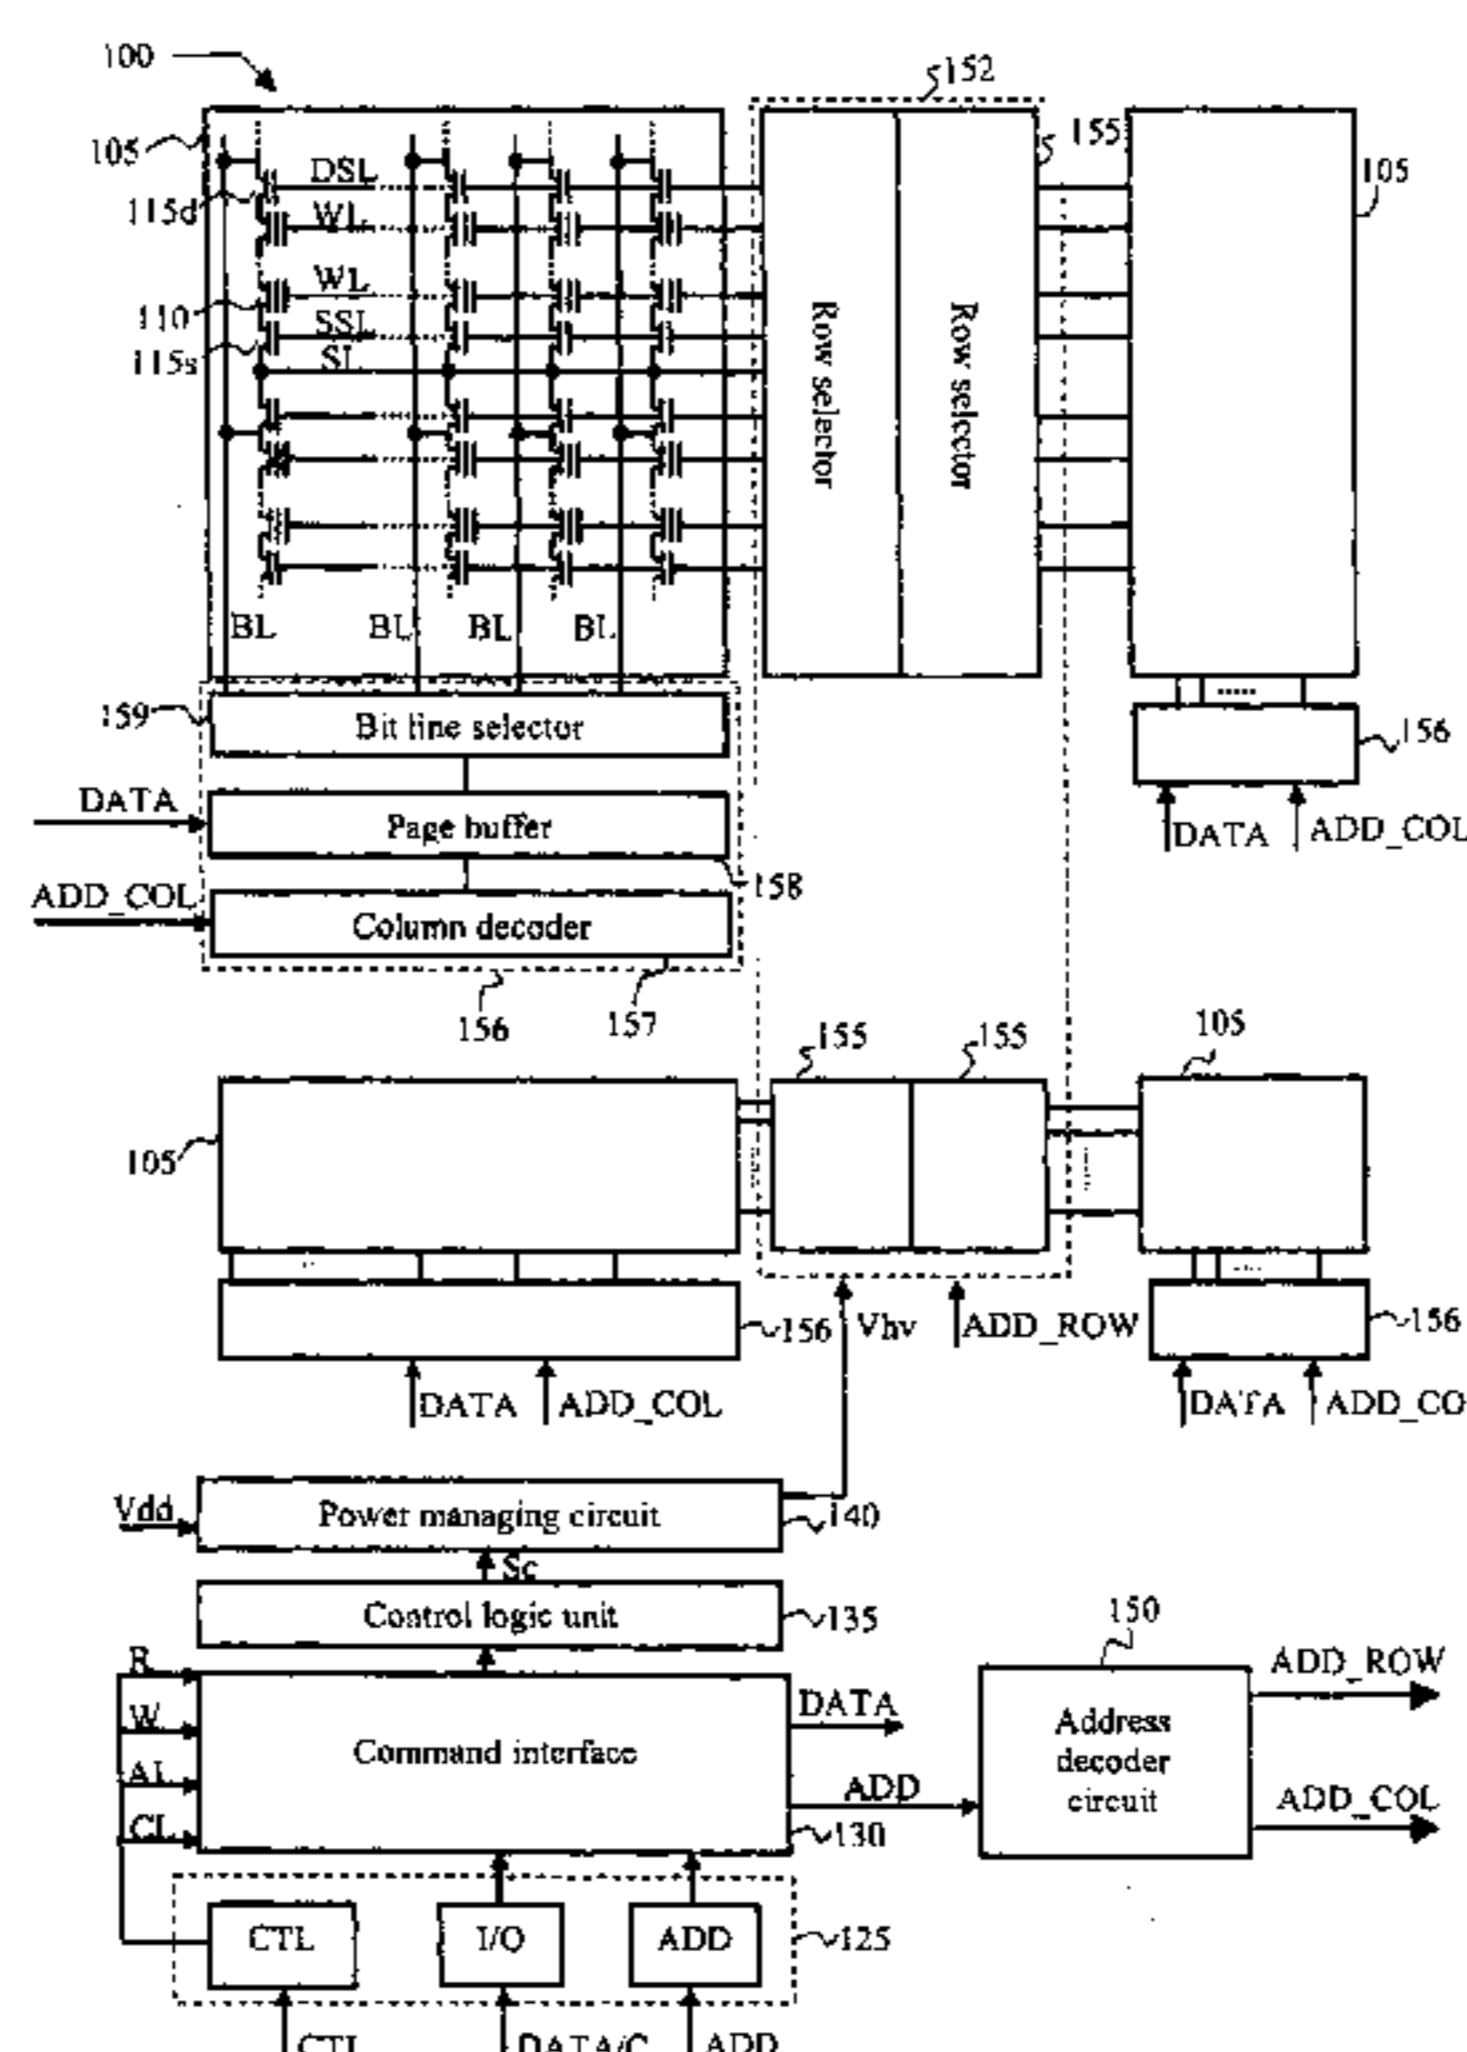 100
152
105
155
105
DSL
115d
WL
WL
110
SSL
115s
SL
Row selector
Row selector
BL BL BL BL
159
Bit line selector
156
DATA
Page buffer
DATA ADD_COL
158
ADD_COL
Column decoder
156 157
155 155 105
105
156
Vhv
ADD_ROW
156
DATA ADD_COL
DATA ADD_CO
Vdd
Power managing circuit
140
Sc
Control logic unit
135
150
R
ADD_ROW
W
DATA
Command interface
Address
decoder
circuit
AL
ADD
ADD_COL
CL
130
CTL
I/O
ADD
125
CTL
DATA/C
ADD